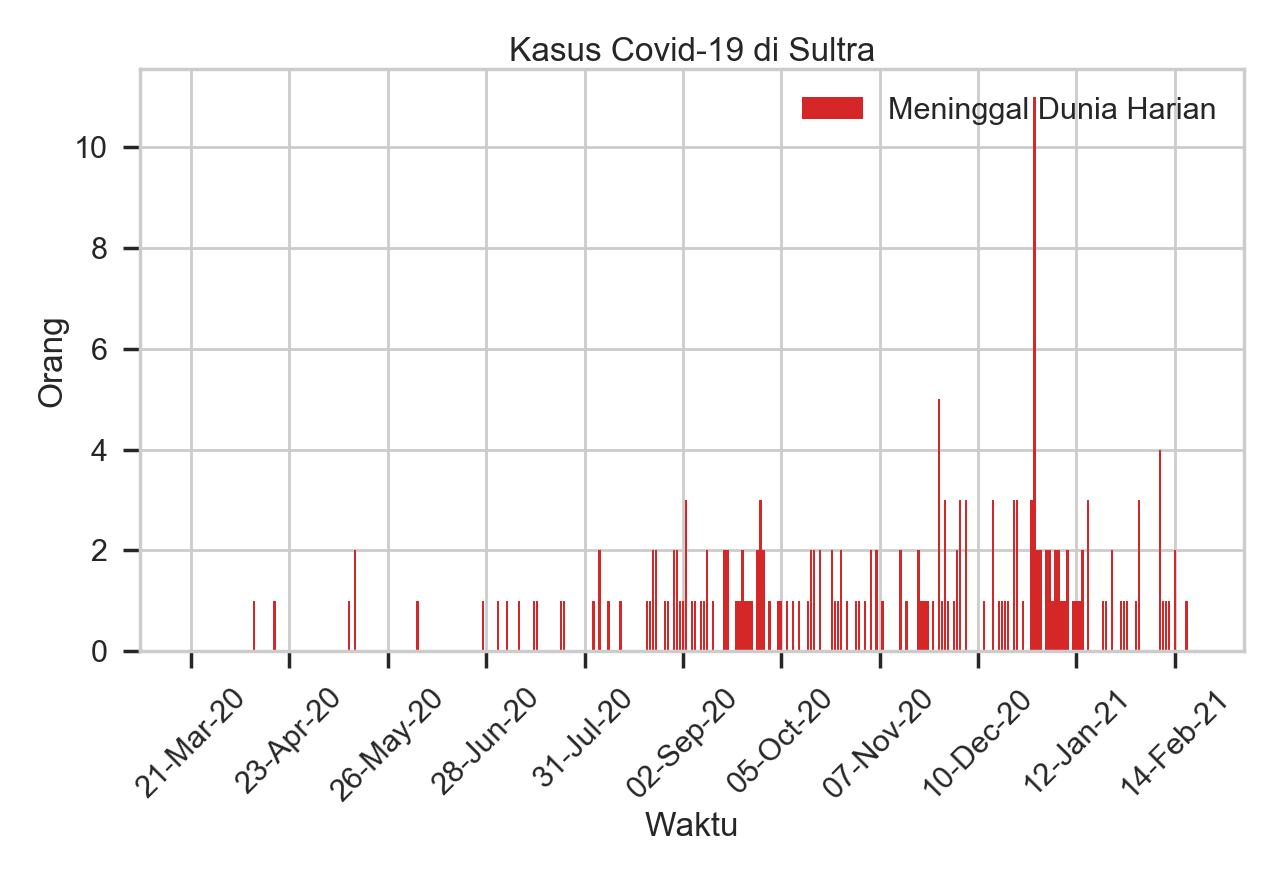 Kasus Covid-19 di Sultra
Meninggal Dunia Harian
Orang
10
8
6
4
2
0
21-Mar-20
23-Apr-20
26-May-20
28-Jun-20
31-Jul-20
02-Sep-20
05-Oct-20
07-Nov-20
10-Dec-20
12-Jan-21
14-Feb-21
Waktu